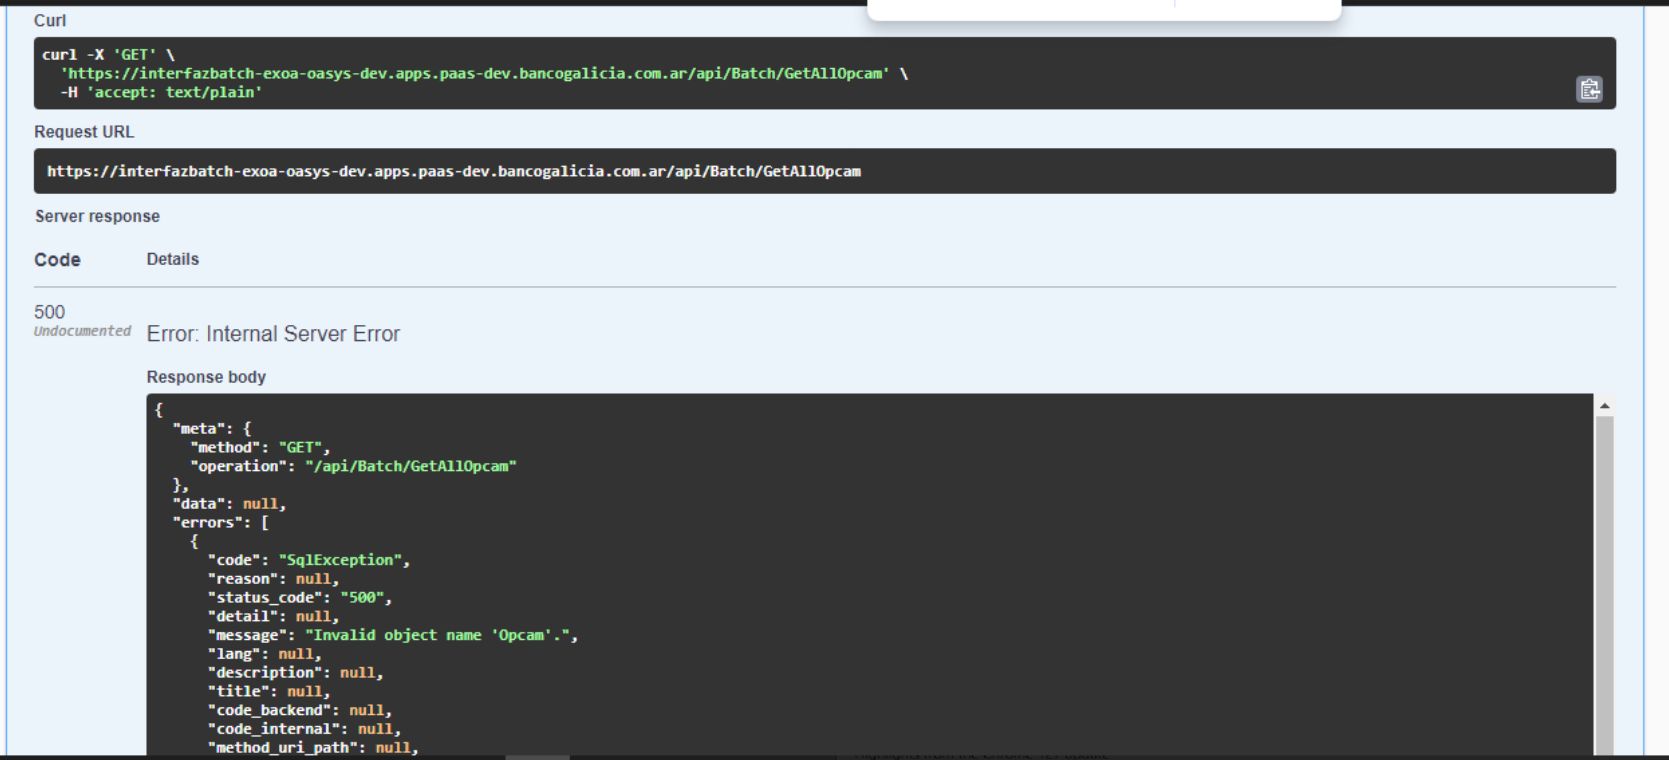 Curl
curl -X 'GET' \
'https://interfazbatch-exoa-oasys-dev.apps.paas-dev.bancogalicia.com.ar/api/Batch/GetAllOpcam' \
-H 'accept: text/plain'
Request URL
https://interfazbatch-exoa-oasys-dev.apps.paas-dev.bancogalicia.com.ar/api/Batch/GetAllOpcam
Server response
Code Details
500
Undocumented
Error: Internal Server Error
Response body
{
"meta": {
"method": "GET",
"operation": "/api/Batch/GetAllOpcam"
},
"data": null,
"errors": [
{
"code": "SqlException",
"reason": null,
"status_code": "500",
"detail": null,
"message": "Invalid object name 'Opcam'.",
"lang": null,
"description": null,
"title": null,
"code_backend": null,
"code_internal": null,
"method_uri_path": null,